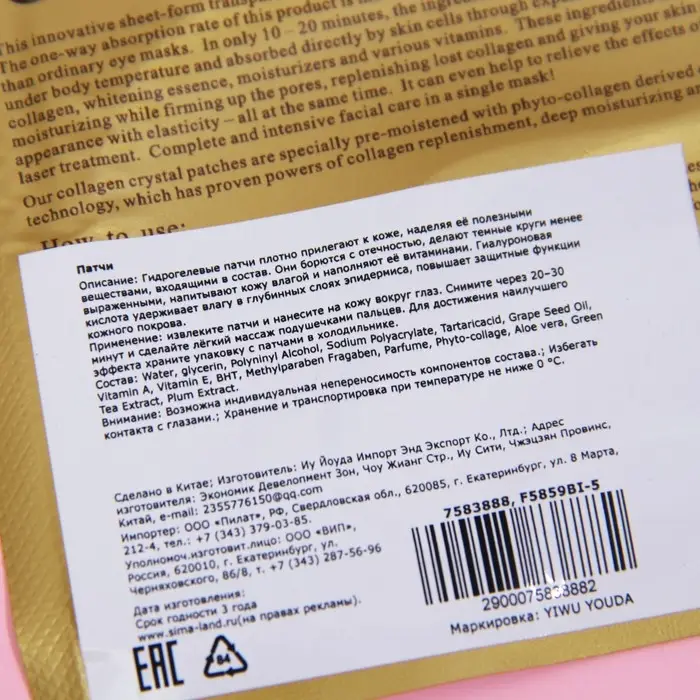 This innovative sheet-form transpar
The one-way absorption rate of this product is
than ordinary eye masks. In only 10 – 20 minutes, the ingred
under body temperature and absorbed directly by skin cells through expan
collagen, whitening essence, moisturizers and various vitamins. These ingredients
moisturizing while firming up the pores, replenishing lost collagen and giving your skin
appearance with elasticity – all at the same time. It can even help to relieve the effects o
laser treatment. Complete and intensive facial care in a single mask!
Our collagen crystal patches are specially pre-moistened with phyto-collagen derived
technology, which has proven powers of collagen replenishment, deep moisturizing an
How to use:
Патчи
Описание: Гидрогелевые патчи плотно прилегают к коже, наделяя её полезными
веществами, входящими в состав. Они борются с отечностью, делают темные круги менее
выраженными, напитывают кожу влагой и наполняют её витаминами. Гиалуроновая
кислота удерживает влагу в глубинных слоях эпидермиса, повышает защитные функции
кожного покрова.
Применение: извлеките патчи и нанесите на кожу вокруг глаз. Снимите через 20–30
минут и сделайте лёгкий массаж подушечками пальцев. Для достижения наилучшего
эффекта храните упаковку с патчами в холодильнике.
Состав: Water, glycerin, Polyninyl Alcohol, Sodium Polyacrylate, Tartaricacid, Grape Seed Oil,
Vitamin A, Vitamin E, BHT, Methylparaben Fragaben, Parfume, Phyto-collage, Aloe vera, Green
Tea Extract, Plum Extract.
Внимание: Возможна индивидуальная непереносимость компонентов состава.; Избегать
контакта с глазами.; Хранение и транспортировка при температуре не ниже 0 °C.
Сделано в Китае; Изготовитель: Иу Йоуда Импорт Энд Экспорт Ко., Лтд.; Адрес
изготовителя: Экономик Девелопмент Зон, Чоу Жианг Стр., Иу Сити, Чжэцзян Провинс,
Китай, e-mail: 2355776150@qq.com
Импортер: ООО «Пилат», РФ, Свердловская обл., 620085, г. Екатеринбург, ул. 8 Марта,
212-4, тел.: +7 (343) 379-03-85.
Уполномоч.изготовит.лицо: ООО «ВИП»,
Россия, 620010, г. Екатеринбург, ул.
Черняховского, 86/8, т. +7 (343) 287-56-96
7583888, F5859BI-5
2900075838882
Маркировка: YIWU YOUDA
Дата изготовления:
Срок годности 3 года
www.sima-land.ru(на правах рекламы).
EAC
84